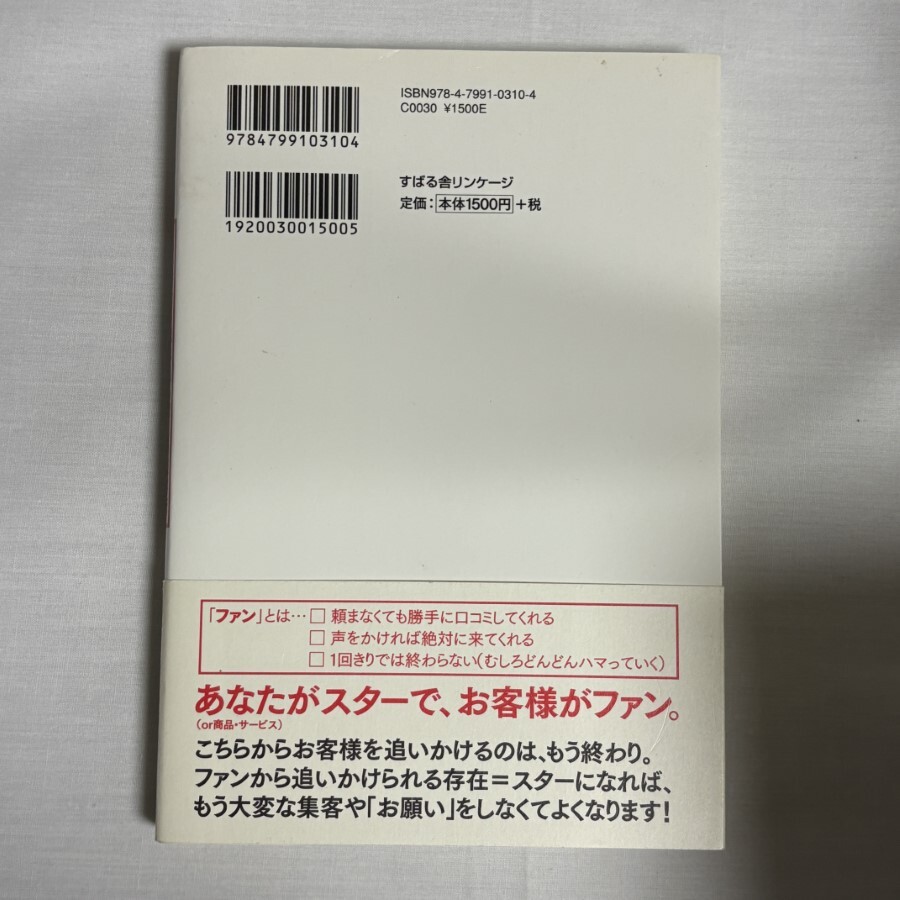 ISBN978-4-7991-0310-4
C0030 ¥1500E
9784799103104
すばる舎リンケージ
定価：本体1500円＋税
1920030015005
「ファン」とは…□ 頼まなくても勝手に口コミしてくれる
□ 声をかければ絶対に来てくれる
□ 1回きりでは終わらない（むしろどんどんハマっていく）
あなたがスターで、お客様がファン。
（or商品・サービス）
こちらからお客様を追いかけるのは、もう終わり。
ファンから追いかけられる存在＝スターになれば、
もう大変な集客や「お願い」をしなくてよくなります！